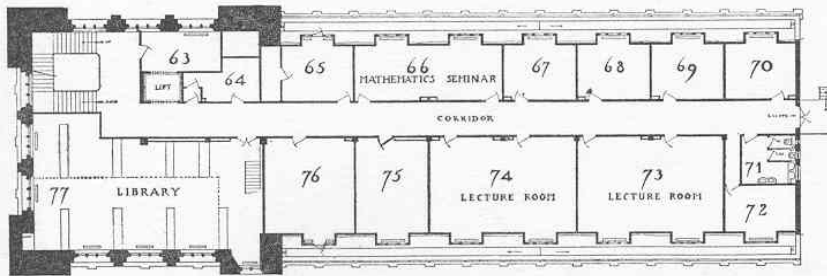 63
64
LIFT
65
66
MATHEMATICS SEMINAR
67
68
69
70
CORRIDOR
71
72
73
LECTURE ROOM
74
LECTURE ROOM
75
76
77
LIBRARY